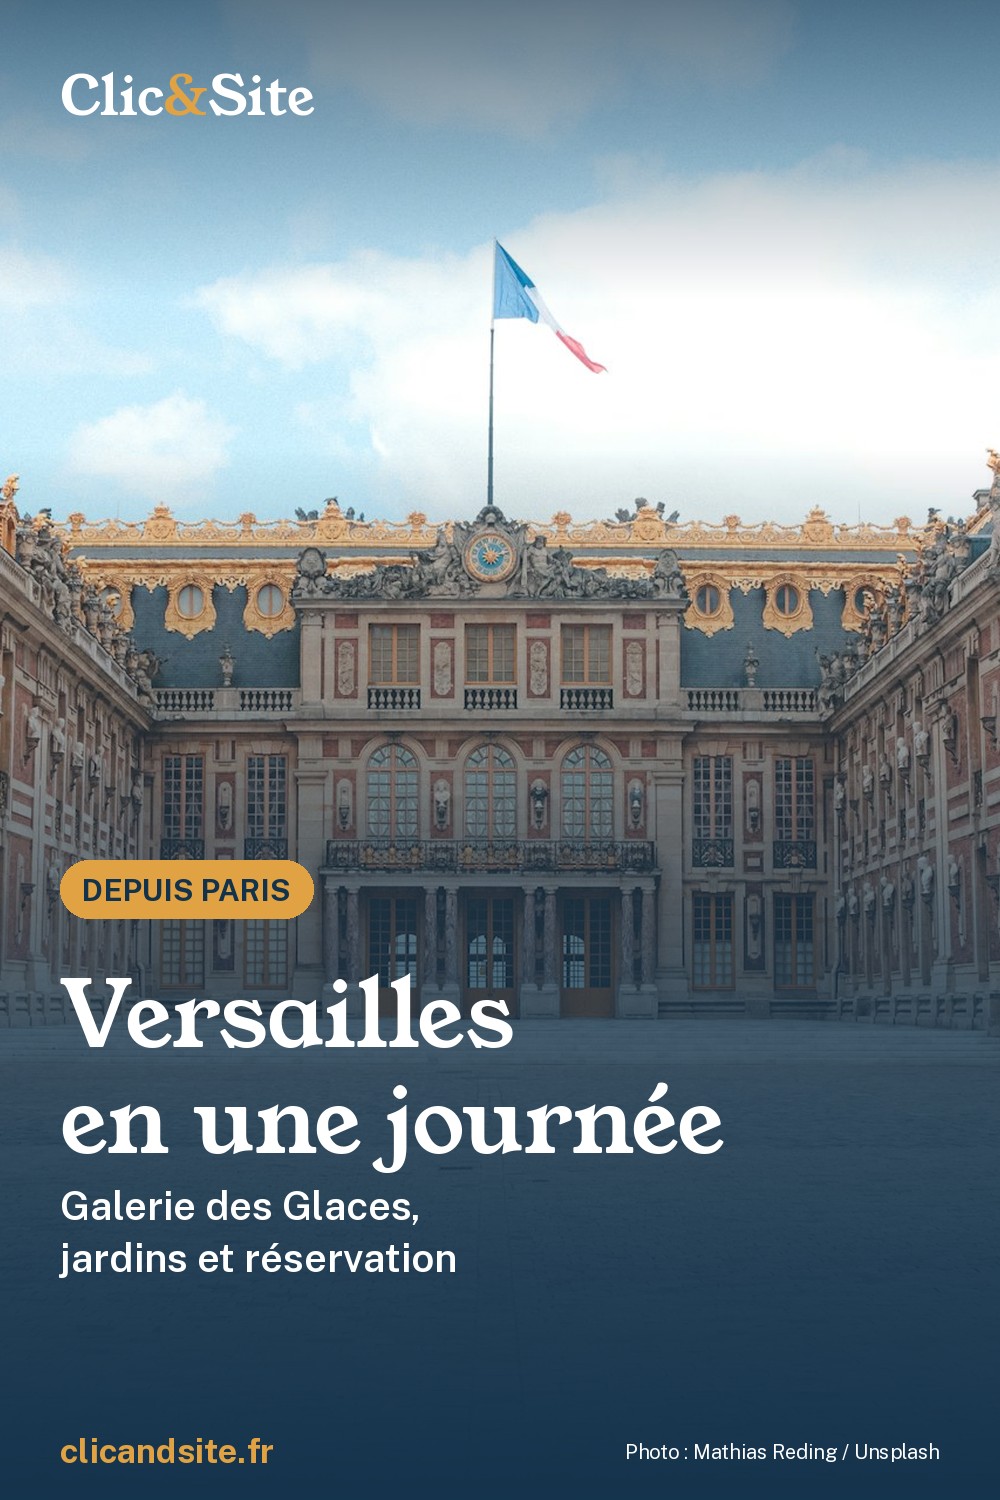 Clic&Site
DEPUIS PARIS
Versailles
en une journée
Galerie des Glaces,
jardins et réservation
clicandsite.fr
Photo : Mathias Reding / Unsplash